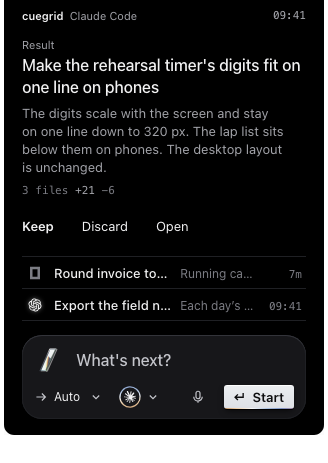 cuegrid Claude Code 09:41
Result
Make the rehearsal timer's digits fit on
one line on phones
The digits scale with the screen and stay
on one line down to 320 px. The lap list sits
below them on phones. The desktop layout
is unchanged.
3 files +21 −6
Keep Discard Open
Round invoice to... Running ca... 7m
Export the field n... Each day's ... 09:41
What's next?
Auto Start